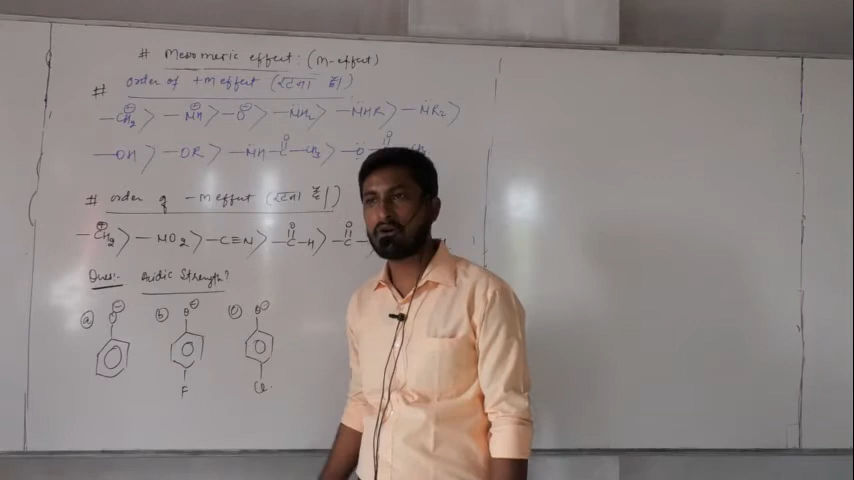 # Mesomeric effect: (M-effect)
# order of +M effect (रटना है|)
—CH₂⊖ > —NH⊖ > —O⊖ > —NH₂ > —NHR > —NR₂ >
—OH > —OR > —NH—C(=O)—CH₃ > —O—
# order of —M effect (रटना है|)
—CH₂⊕ > —NO₂ > —C≡N > —C(=O)—H > —C(=O)—
Ques:- Acidic Strength?
(a) O⊖ (b) O⊖ (c) O⊖
F Cl